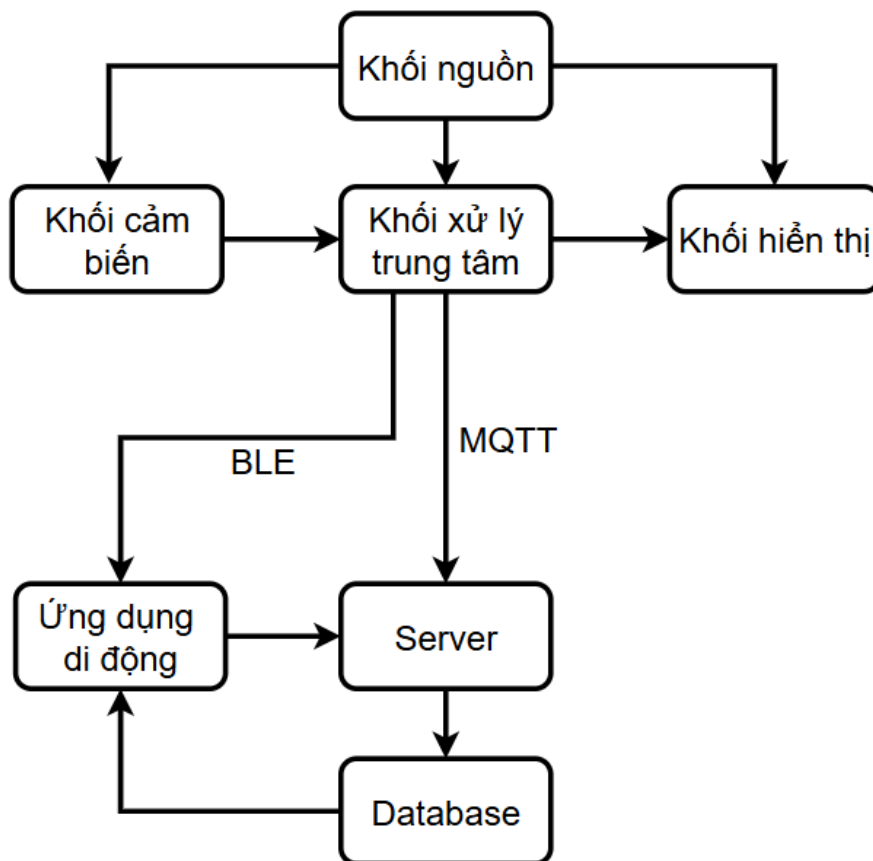 Khối nguồn
Khối cảm
biến
Khối xử lý
trung tâm
Khối hiển thị
BLE
MQTT
Ứng dụng
di động
Server
Database